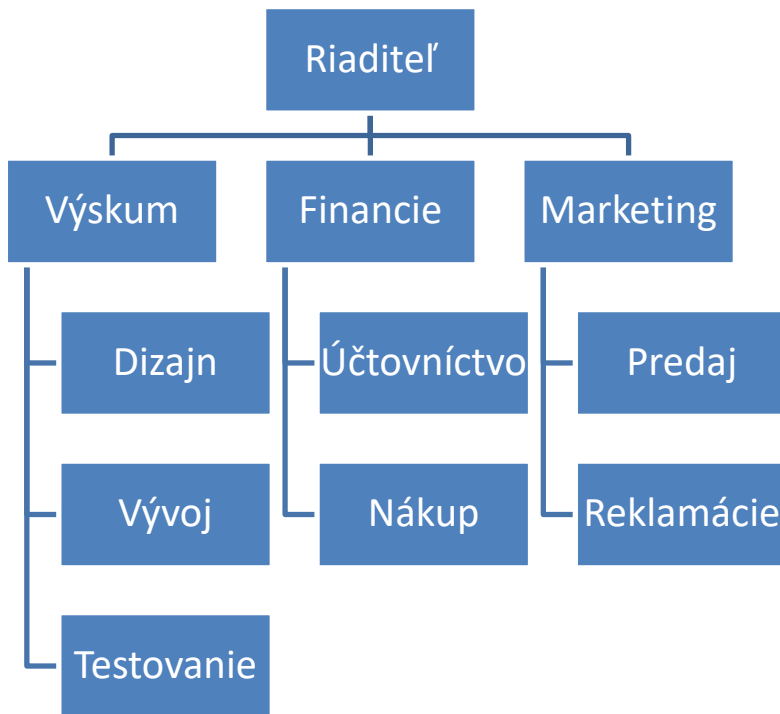 Riaditeľ
Výskum
Financie
Marketing
Dizajn
Účtovníctvo
Predaj
Vývoj
Nákup
Reklamácie
Testovanie